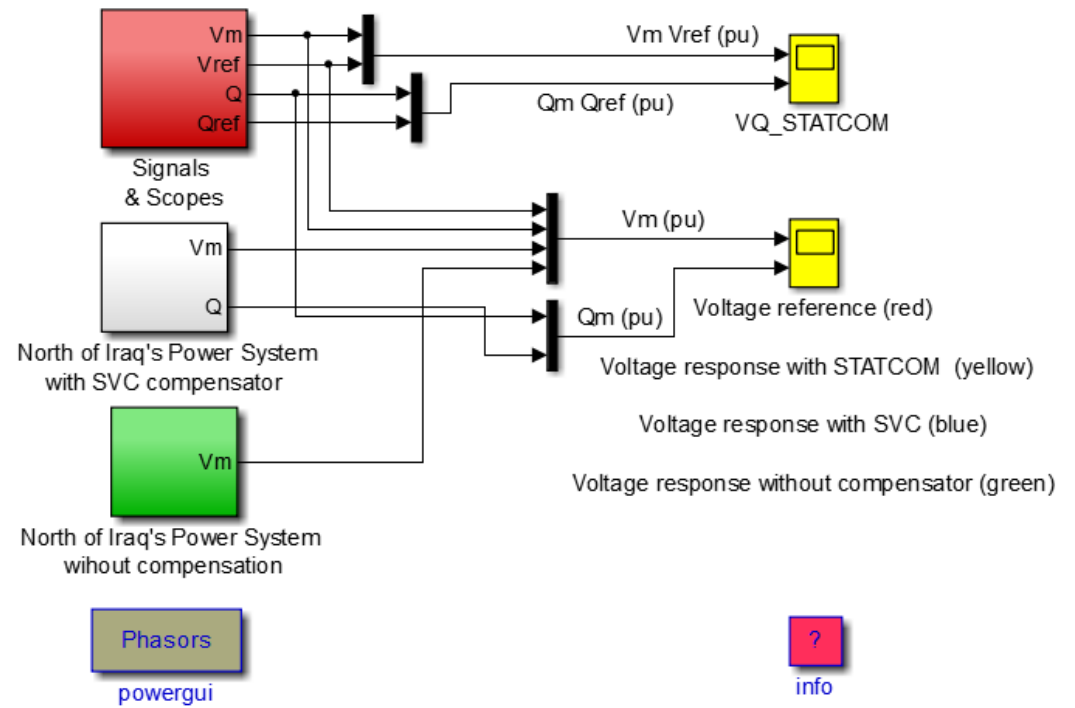 Vm
Vref
Q
Qref
Signals
& Scopes
Vm Vref (pu)
Qm Qref (pu)
VQ_STATCOM
Vm
Q
North of Iraq's Power System
with SVC compensator
Vm (pu)
Qm (pu)
Voltage reference (red)
Voltage response with STATCOM (yellow)
Voltage response with SVC (blue)
Voltage response without compensator (green)
Vm
North of Iraq's Power System
wihout compensation
Phasors
powergui
?
info